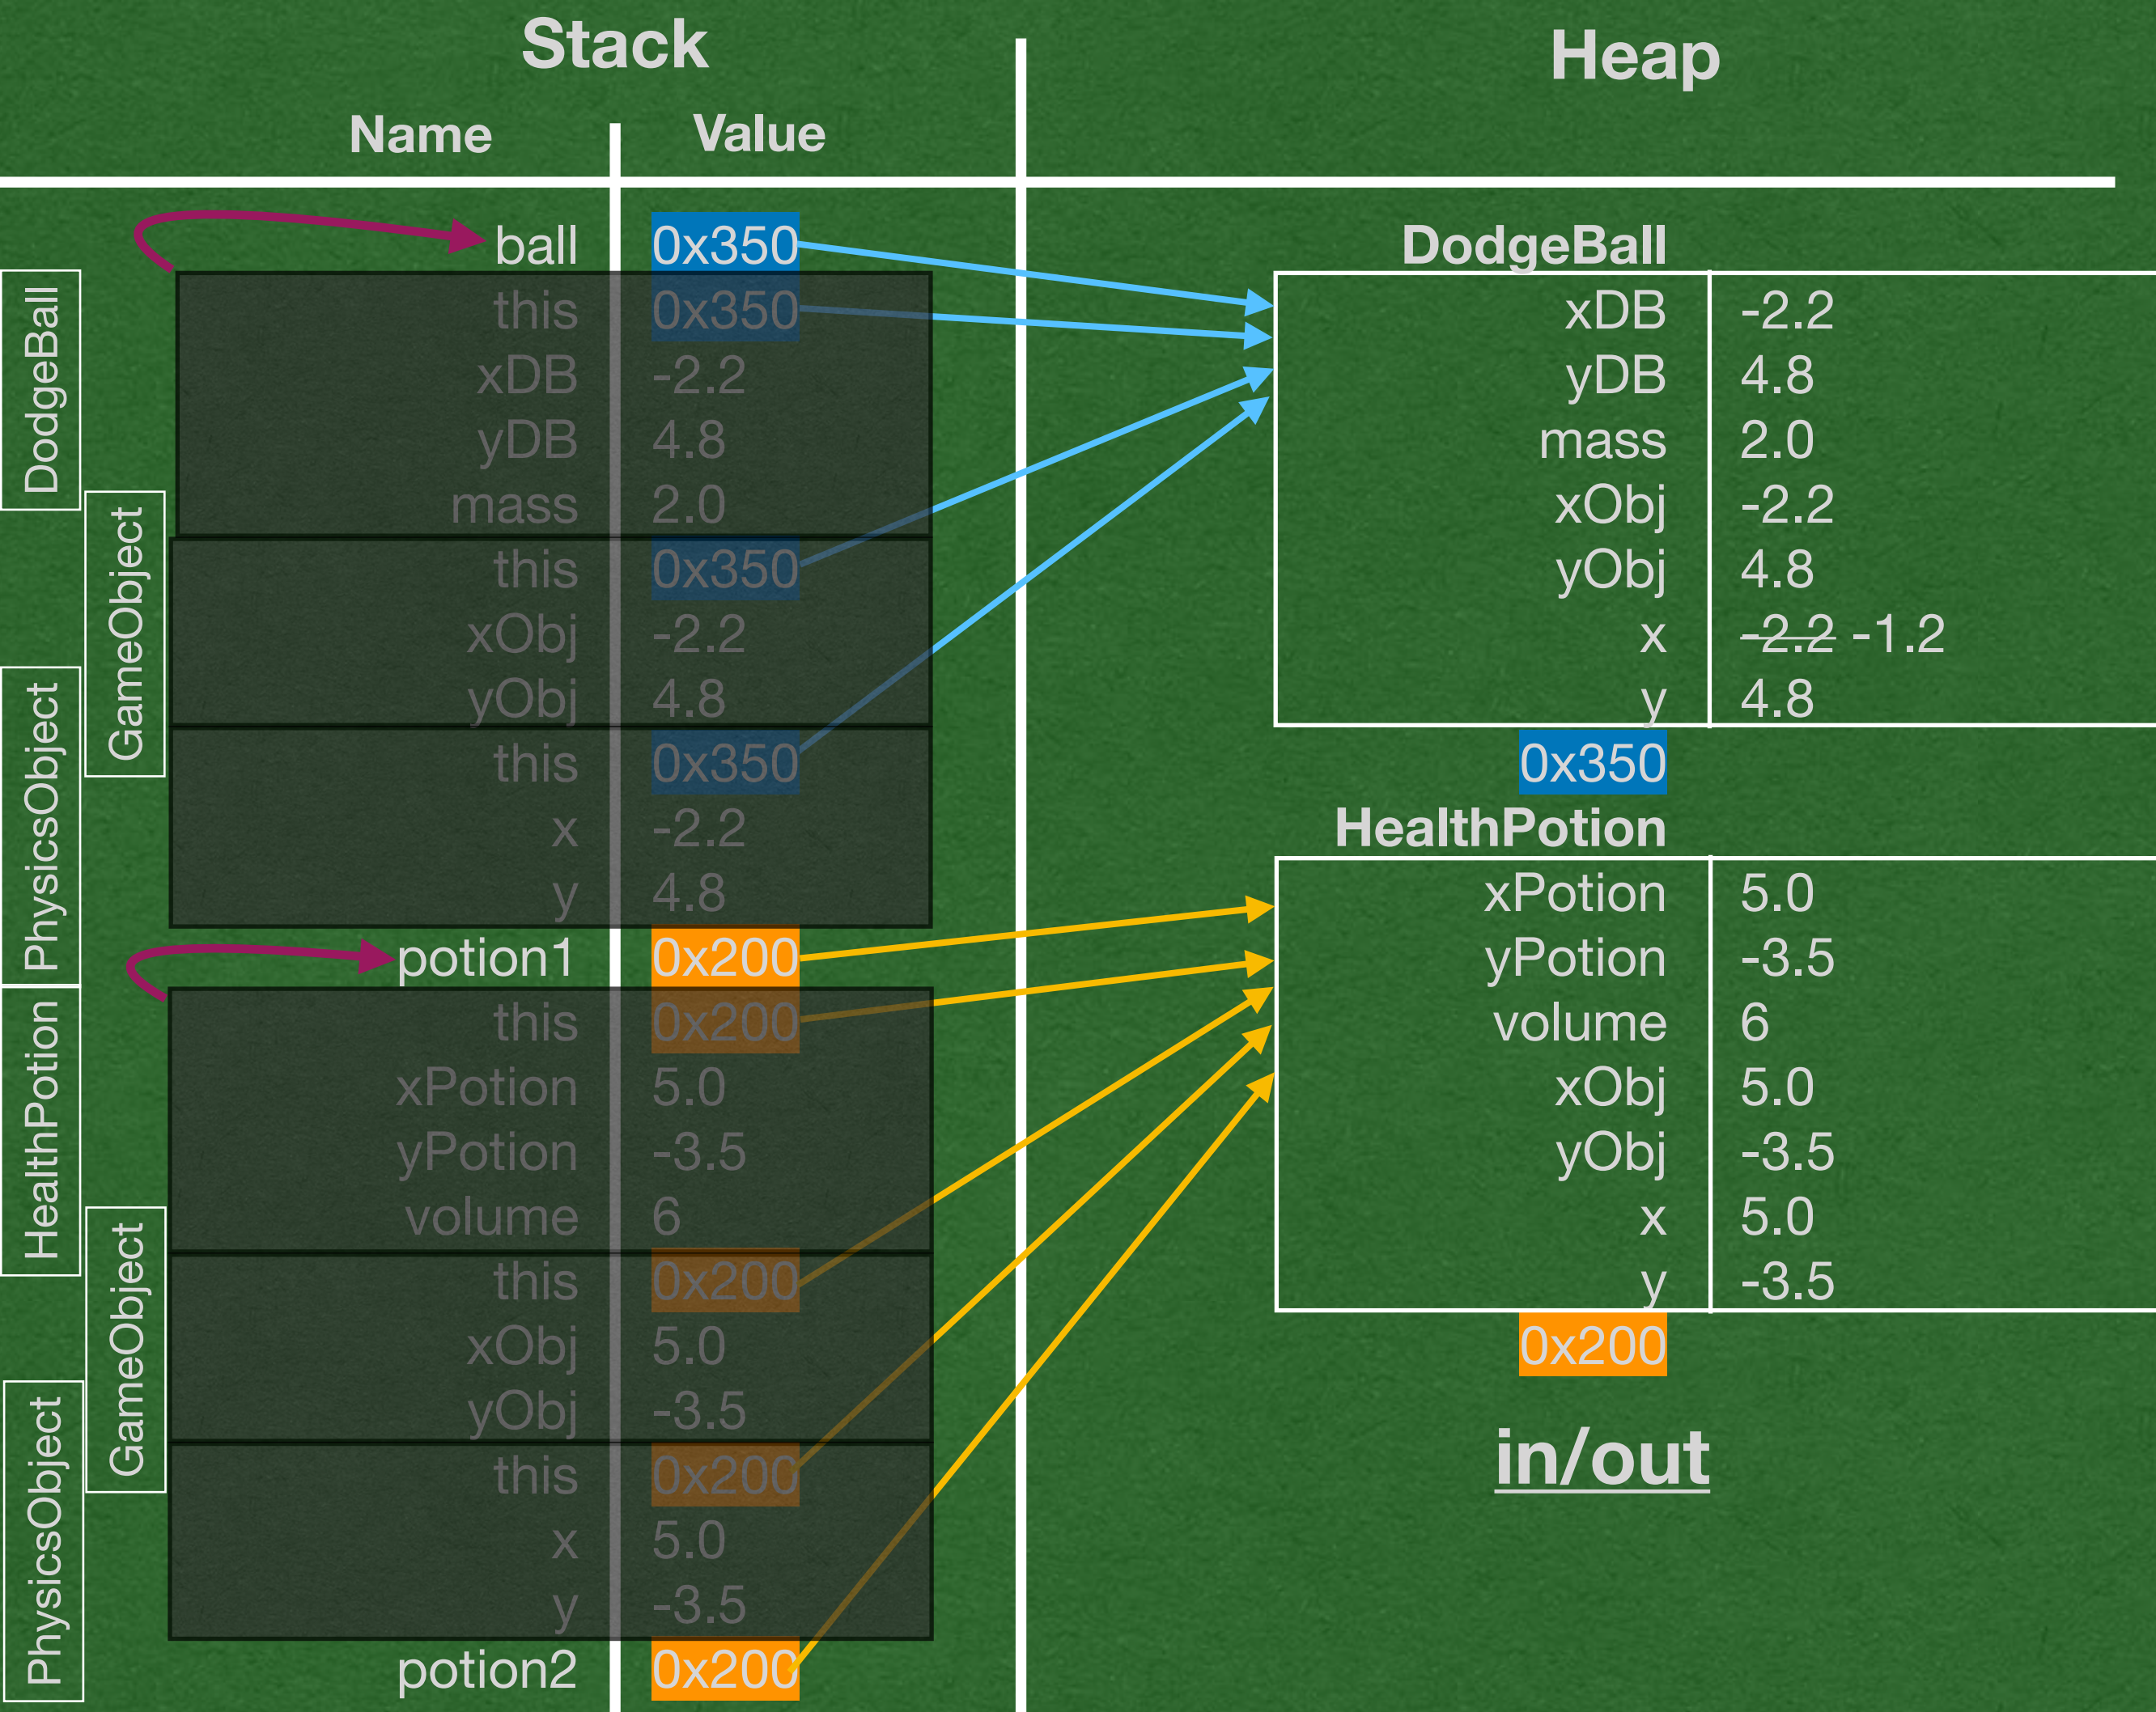 Stack
Heap
Name Value
ball 0x350
DodgeBall
this 0x350
xDB -2.2
yDB 4.8
mass 2.0
this 0x350
xObj -2.2
yObj 4.8
this 0x350
x -2.2
y 4.8
potion1 0x200
this 0x200
xPotion 5.0
yPotion -3.5
volume 6
this 0x200
xObj 5.0
yObj -3.5
this 0x200
x 5.0
y -3.5
potion2 0x200
DodgeBall
GameObject
PhysicsObject
HealthPotion
GameObject
PhysicsObject
xDB -2.2
yDB 4.8
mass 2.0
xObj -2.2
yObj 4.8
x -2.2 -1.2
y 4.8
0x350
HealthPotion
xPotion 5.0
yPotion -3.5
volume 6
xObj 5.0
yObj -3.5
x 5.0
y -3.5
0x200
in/out